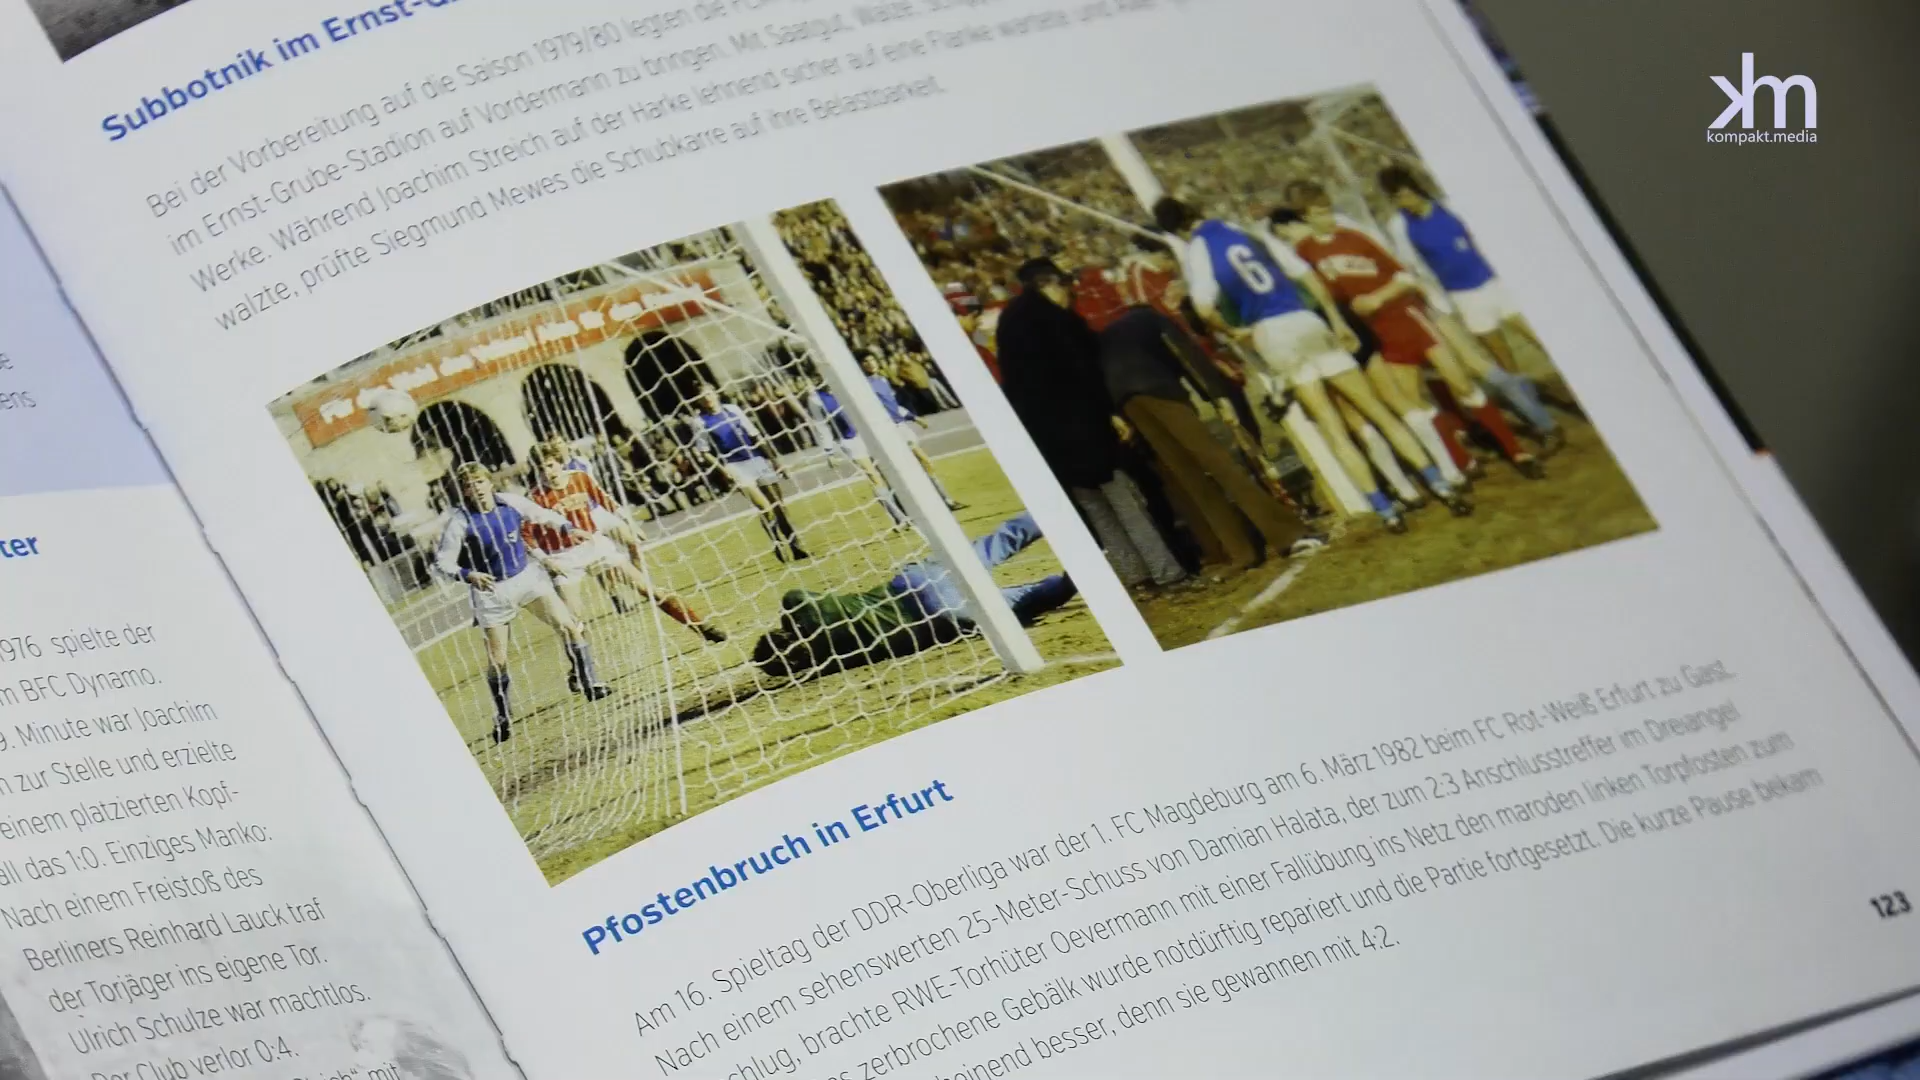 km
kompakt.media
Subbotnik im Ernst-
Bei der Vorbereitung auf die Saison 1979/80 legten die
im Ernst-Grube-Stadion auf Vordermann zu bringen. Mit Saatgut, Walze,
Werke. Während Joachim Streich auf der Harke lehnend sicher auf eine Flanke wartete und
walzte, prüfte Siegmund Mewes die Schubkarre auf ihre Belastbarkeit.
6
Pfostenbruch in Erfurt
Am 16. Spieltag der DDR-Oberliga war der 1. FC Magdeburg am 6. März 1982 beim FC Rot-Weiß Erfurt zu Gast.
Nach einem sehenswerten 25-Meter-Schuss von Damian Halata, der zum 2:3 Anschlusstreffer im Dreiangel
schlug, brachte RWE-Torhüter Oevermann mit einer Fallübung ins Netz den maroden linken Torpfosten zum
zerbrochene Gebälk wurde notdürftig repariert und die Partie fortgesetzt. Die kurze Pause bekam
besser, denn sie gewannen mit 4:2.
123
ens
ter
1976 spielte der
m BFC Dynamo.
9. Minute war Joachim
n zur Stelle und erzielte
einem platzierten Kopf-
all das 1:0. Einziges Manko:
Nach einem Freistoß des
Berliners Reinhard Lauck traf
der Torjäger ins eigene Tor.
Ulrich Schulze war machtlos.
Der Club verlor 0:4.
mit